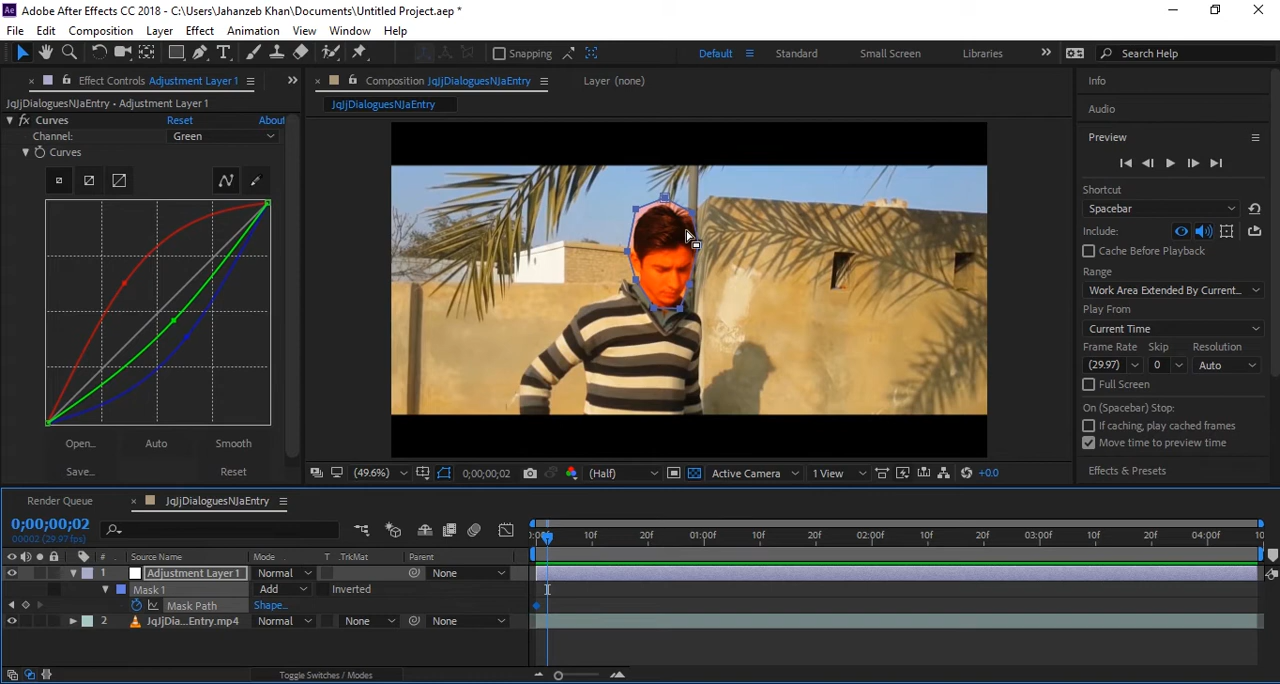 Adobe After Effects CC 2018 - C:\Users\Jahanzeb Khan\Documents\Untitled Project.aep *
File Edit Composition Layer Effect Animation View Window Help
Snapping Default Standard Small Screen Libraries Search Help
Effect Controls Adjustment Layer 1
JqJjDialoguesNJaEntry • Adjustment Layer 1
fx Curves Reset About
Channel: Green
Curves
Open... Auto Smooth
Save... Reset
Composition JqJjDialoguesNJaEntry Layer (none)
JqJjDialoguesNJaEntry
(49.6%) 0;00;00;02 (Half) Active Camera 1 View +0.0
Info
Audio
Preview
Shortcut
Spacebar
Include:
Cache Before Playback
Range
Work Area Extended By Current...
Play From
Current Time
Frame Rate Skip Resolution
(29.97) 0 Auto
Full Screen
On (Spacebar) Stop:
If caching, play cached frames
Move time to preview time
Effects & Presets
Render Queue JqJjDialoguesNJaEntry
0;00;00;02
00002 (29.97 fps)
# Source Name Mode T .TrkMat Parent
1 Adjustment Layer 1 Normal None
Mask 1 Add Inverted
Mask Path Shape...
2 JqJjDia...Entry.mp4 Normal None None
Toggle Switches / Modes
10f 20f 01:00f 10f 20f 02:00f 10f 20f 03:00f 10f 20f 04:00f 10